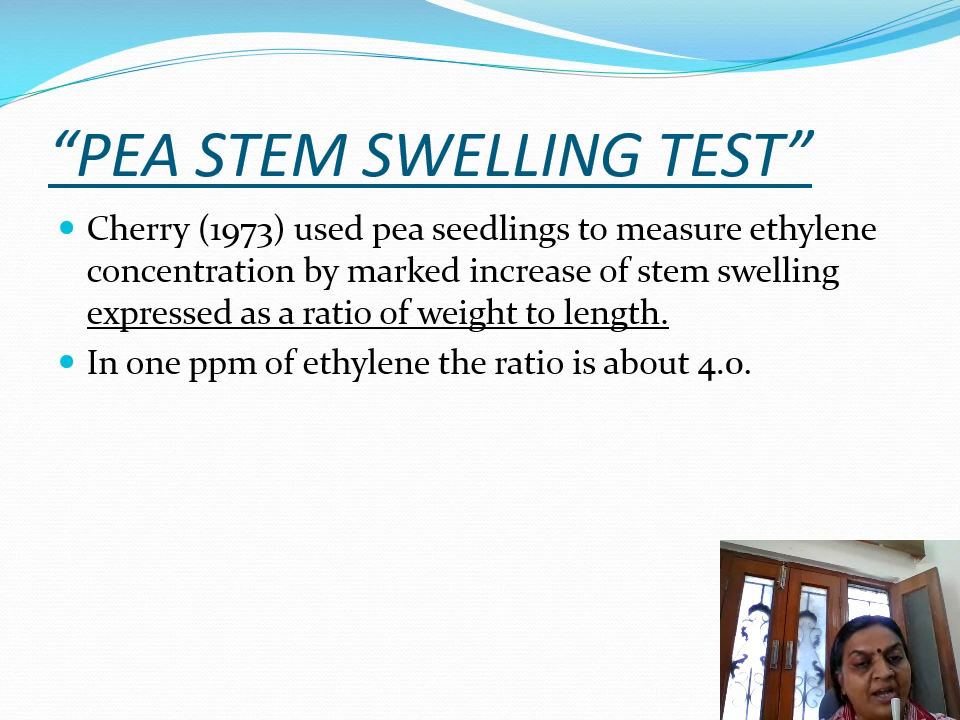 “PEA STEM SWELLING TEST”
Cherry (1973) used pea seedlings to measure ethylene
concentration by marked increase of stem swelling
expressed as a ratio of weight to length.
In one ppm of ethylene the ratio is about 4.0.